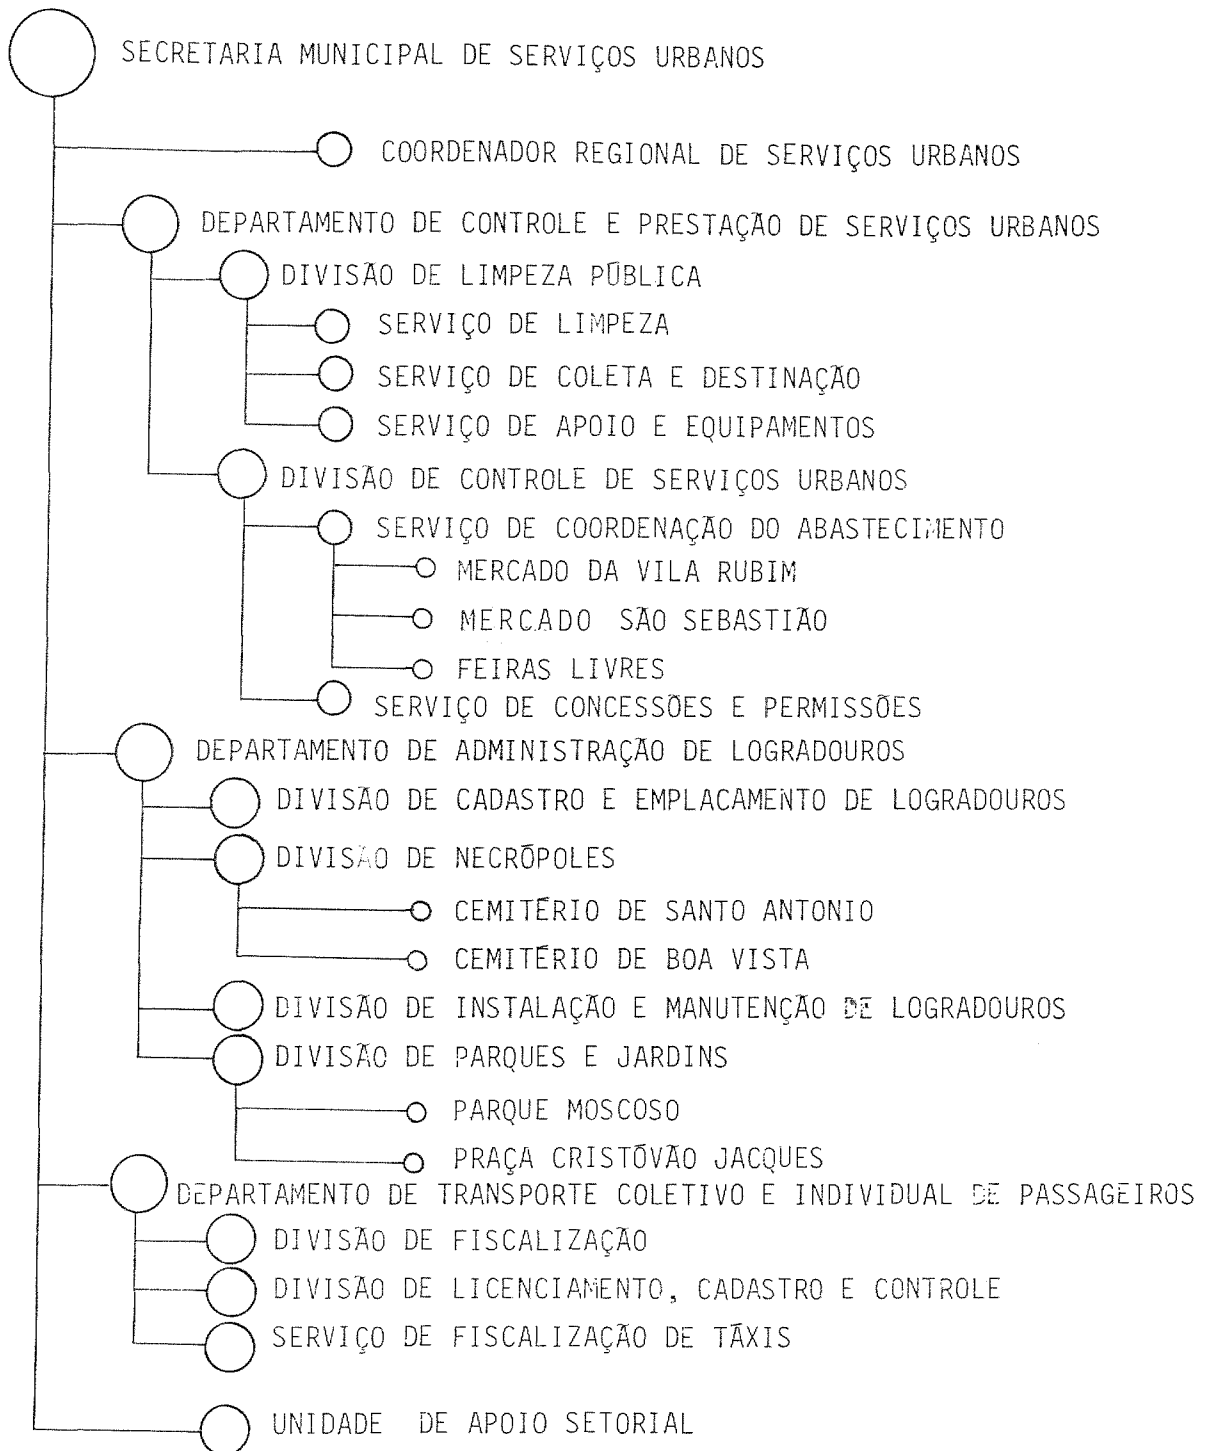 SECRETARIA MUNICIPAL DE SERVIÇOS URBANOS
COORDENADOR REGIONAL DE SERVIÇOS URBANOS
DEPARTAMENTO DE CONTROLE E PRESTAÇÃO DE SERVIÇOS URBANOS
DIVISÃO DE LIMPEZA PÚBLICA
SERVIÇO DE LIMPEZA
SERVIÇO DE COLETA E DESTINAÇÃO
SERVIÇO DE APOIO E EQUIPAMENTOS
DIVISÃO DE CONTROLE DE SERVIÇOS URBANOS
SERVIÇO DE COORDENAÇÃO DO ABASTECIMENTO
MERCADO DA VILA RUBIM
MERCADO SÃO SEBASTIÃO
FEIRAS LIVRES
SERVIÇO DE CONCESSÕES E PERMISSÕES
DEPARTAMENTO DE ADMINISTRAÇÃO DE LOGRADOUROS
DIVISÃO DE CADASTRO E EMPLACAMENTO DE LOGRADOUROS
DIVISÃO DE NECRÓPOLES
CEMITÉRIO DE SANTO ANTONIO
CEMITÉRIO DE BOA VISTA
DIVISÃO DE INSTALAÇÃO E MANUTENÇÃO DE LOGRADOUROS
DIVISÃO DE PARQUES E JARDINS
PARQUE MOSCOSO
PRAÇA CRISTÓVÃO JACQUES
DEPARTAMENTO DE TRANSPORTE COLETIVO E INDIVIDUAL DE PASSAGEIROS
DIVISÃO DE FISCALIZAÇÃO
DIVISÃO DE LICENCIAMENTO, CADASTRO E CONTROLE
SERVIÇO DE FISCALIZAÇÃO DE TÁXIS
UNIDADE DE APOIO SETORIAL